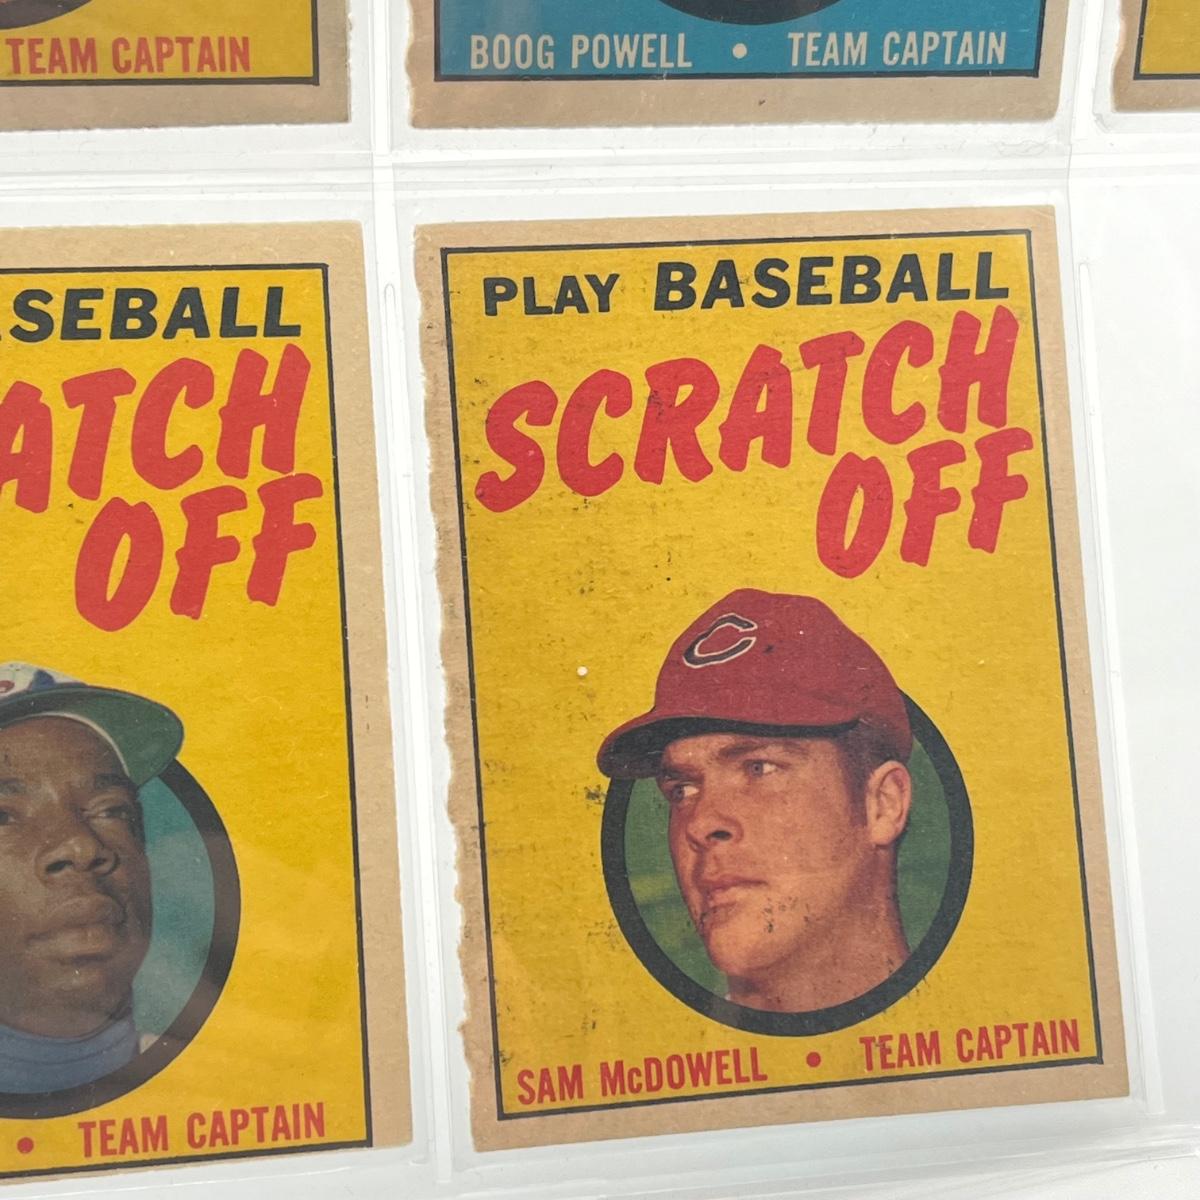 TEAM CAPTAIN
BOOG POWELL • TEAM CAPTAIN
ASEBALL
ATCH
OFF
• TEAM CAPTAIN
PLAY BASEBALL
SCRATCH
OFF
C
SAM McDOWELL • TEAM CAPTAIN